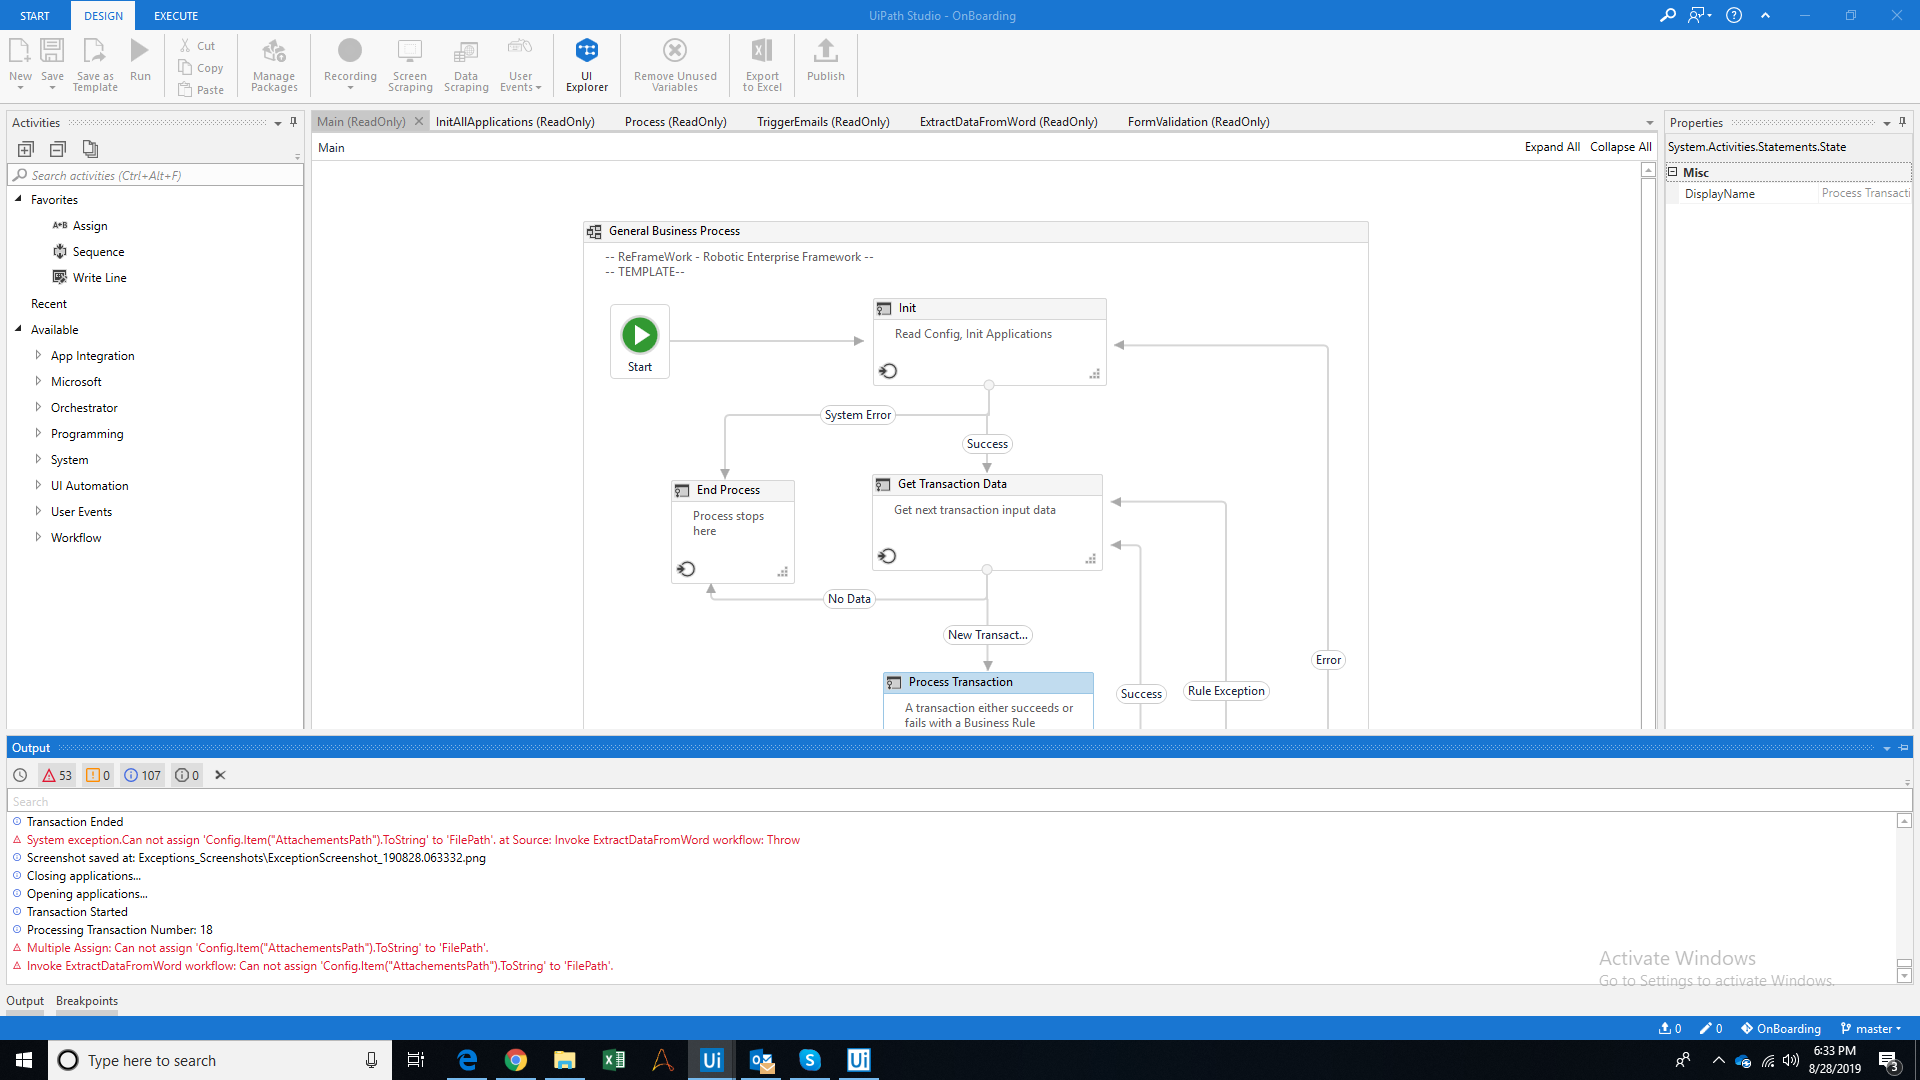 START DESIGN EXECUTE UiPath Studio - OnBoarding
New Save Save as Template Run Cut Copy Paste Manage Packages Recording Screen Scraping Data Scraping User Events UI Explorer Remove Unused Variables Export to Excel Publish
Activities
Search activities (Ctrl+Alt+F)
Favorites
A+B Assign
Sequence
Write Line
Recent
Available
App Integration
Microsoft
Orchestrator
Programming
System
UI Automation
User Events
Workflow
Main (ReadOnly) InitAllApplications (ReadOnly) Process (ReadOnly) TriggerEmails (ReadOnly) ExtractDataFromWord (ReadOnly) FormValidation (ReadOnly)
Main Expand All Collapse All
General Business Process
-- ReFrameWork - Robotic Enterprise Framework --
-- TEMPLATE--
Start
Init
Read Config, Init Applications
System Error
Success
End Process
Process stops
here
Get Transaction Data
Get next transaction input data
No Data
New Transact...
Process Transaction
A transaction either succeeds or
fails with a Business Rule
Success
Rule Exception
Error
Properties
System.Activities.Statements.State
Misc
DisplayName Process Transacti
Output
53 0 107 0
Search
Transaction Ended
System exception.Can not assign 'Config.Item("AttachementsPath").ToString' to 'FilePath'. at Source: Invoke ExtractDataFromWord workflow: Throw
Screenshot saved at: Exceptions_Screenshots\ExceptionScreenshot_190828.063332.png
Closing applications...
Opening applications...
Transaction Started
Processing Transaction Number: 18
Multiple Assign: Can not assign 'Config.Item("AttachementsPath").ToString' to 'FilePath'.
Invoke ExtractDataFromWord workflow: Can not assign 'Config.Item("AttachementsPath").ToString' to 'FilePath'.
Activate Windows
Go to Settings to activate Windows.
Output Breakpoints
0 0 OnBoarding master
Type here to search
Ui
Ui
6:33 PM
8/28/2019
3